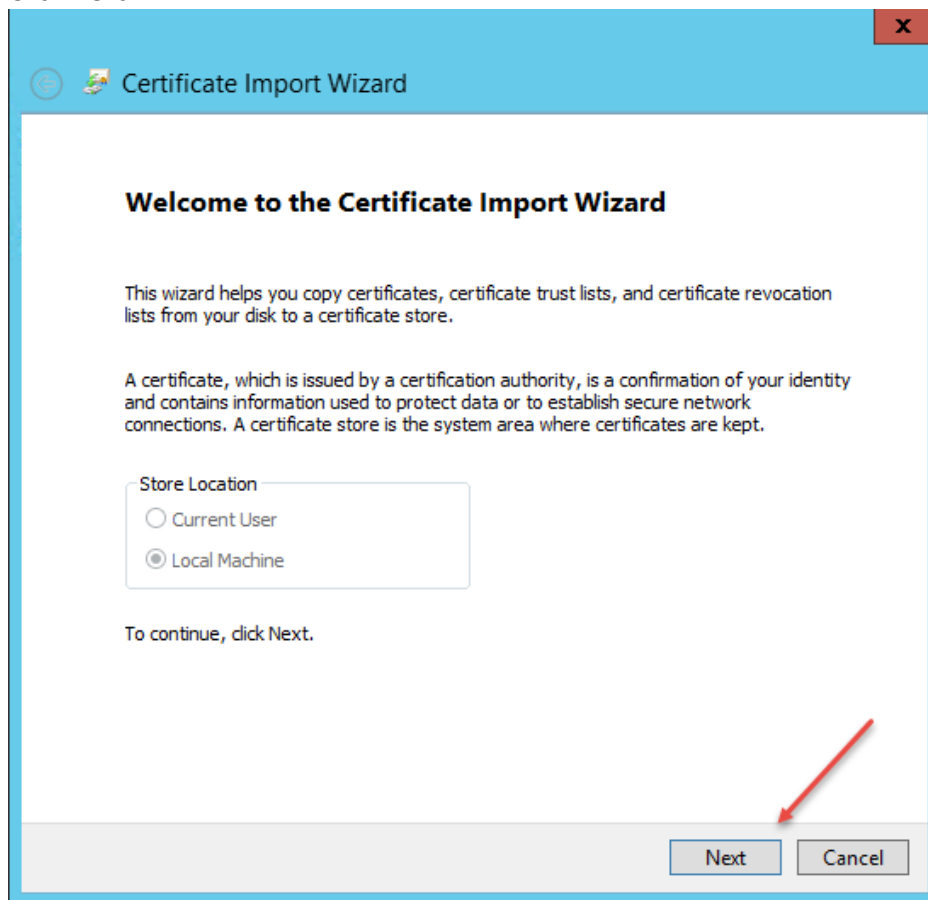 x
Certificate Import Wizard
Welcome to the Certificate Import Wizard
This wizard helps you copy certificates, certificate trust lists, and certificate revocation
lists from your disk to a certificate store.
A certificate, which is issued by a certification authority, is a confirmation of your identity
and contains information used to protect data or to establish secure network
connections. A certificate store is the system area where certificates are kept.
Store Location
Current User
Local Machine
To continue, click Next.
Next Cancel